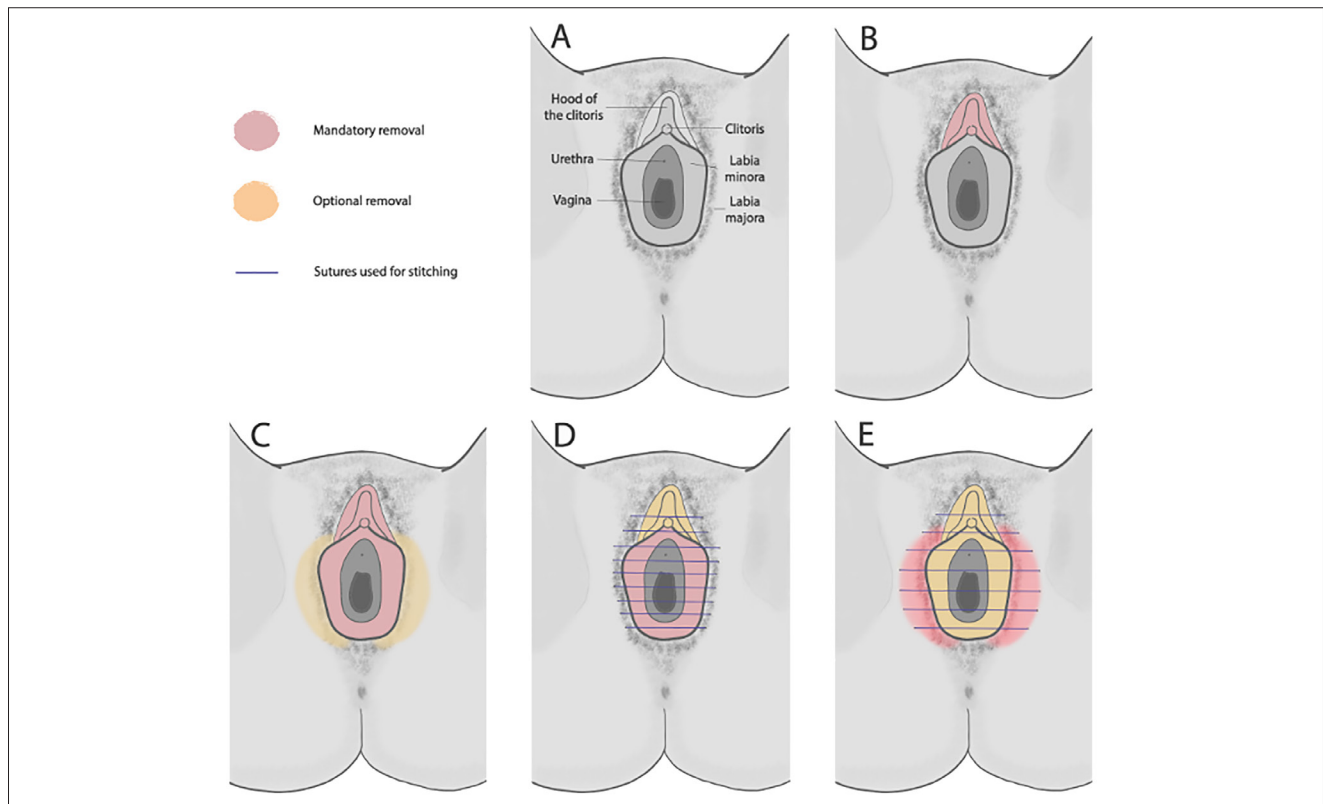 A
B
Hood of
the clitoris
Clitoris
Urethra
Labia
minora
Vagina
Labia
majora
Mandatory removal
Optional removal
Sutures used for stitching
C
D
E